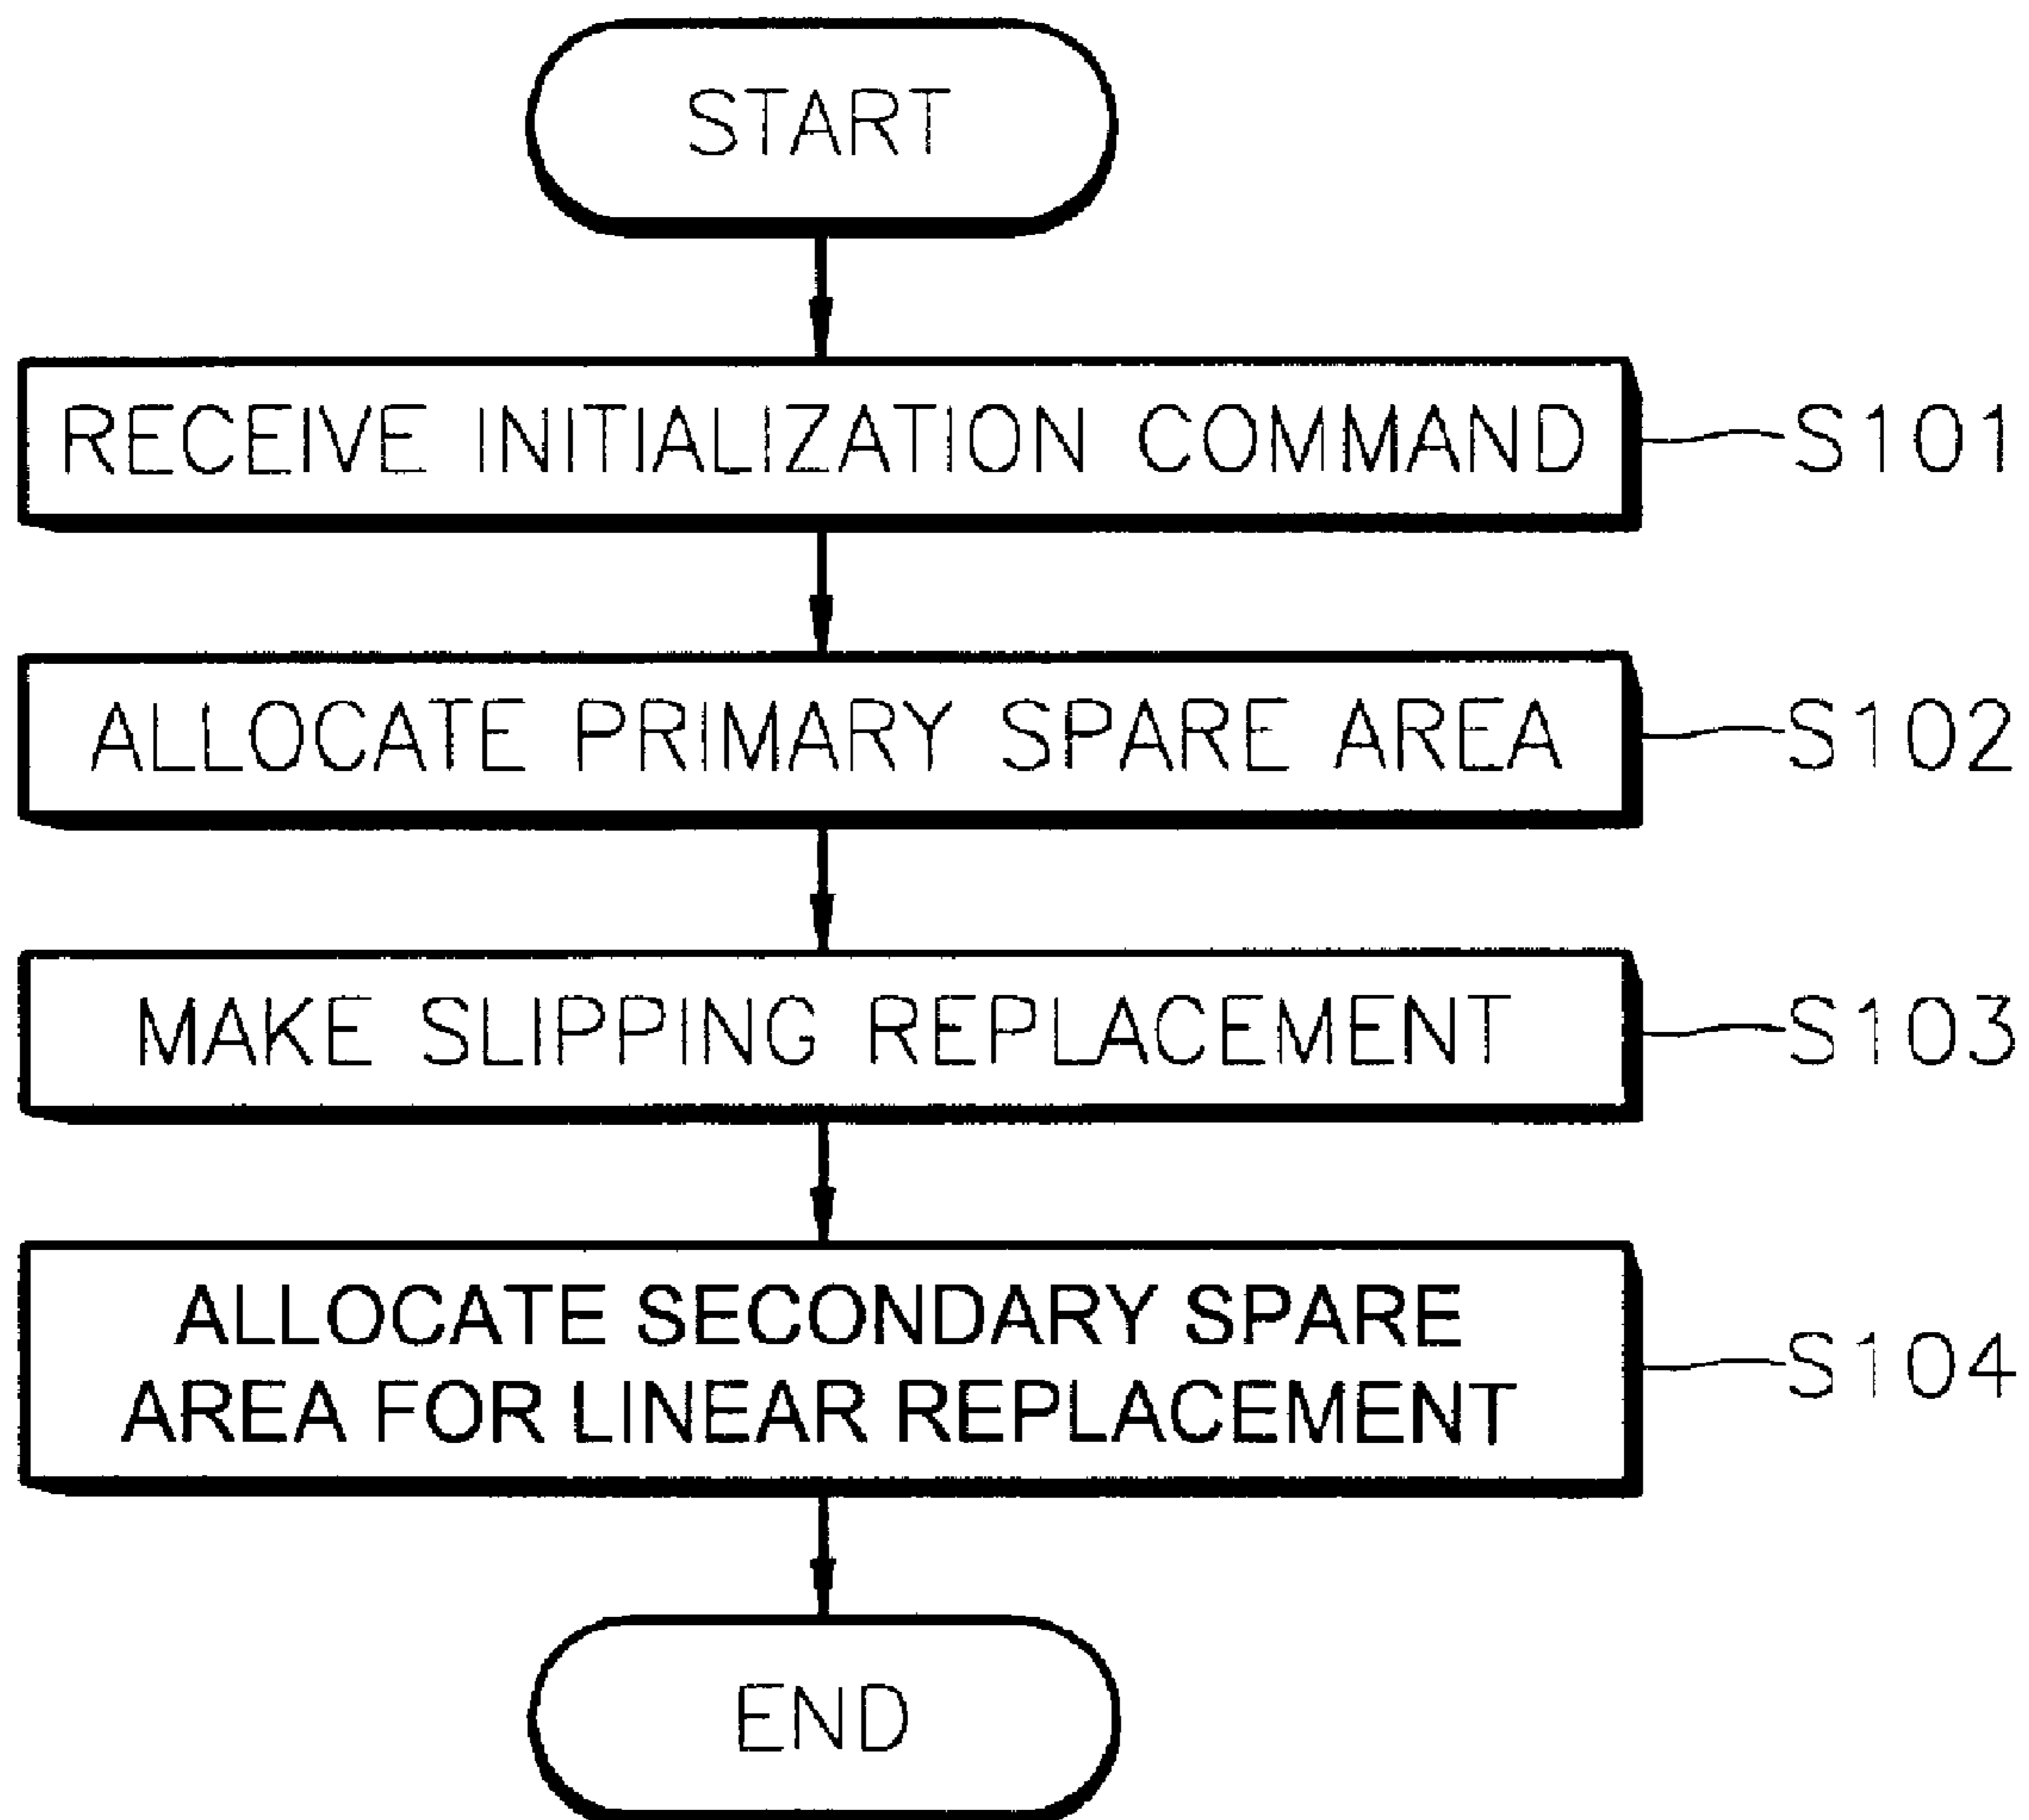 START
RECEIVE INITIALIZATION COMMAND
S101
ALLOCATE PRIMARY SPARE AREA
S102
MAKE SLIPPING REPLACEMENT
S103
ALLOCATE SECONDARY SPARE
AREA FOR LINEAR REPLACEMENT
S104
END